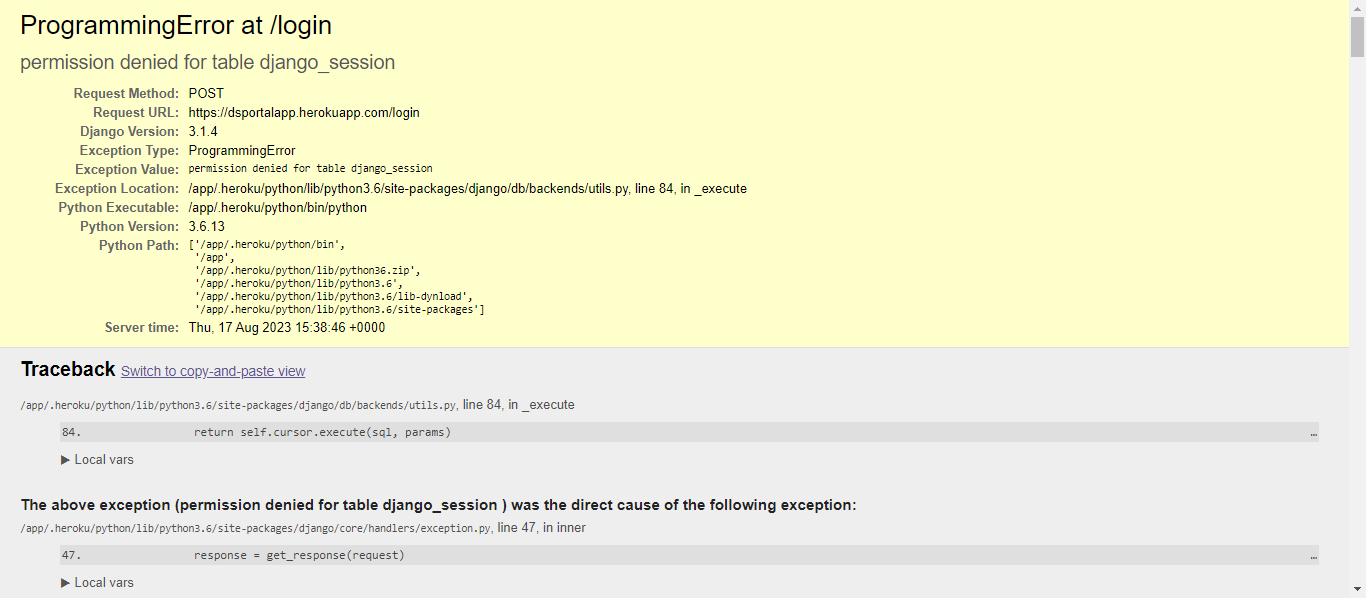 ProgrammingError at /login
permission denied for table django_session
Request Method: POST
Request URL: https://dsportalapp.herokuapp.com/login
Django Version: 3.1.4
Exception Type: ProgrammingError
Exception Value: permission denied for table django_session
Exception Location: /app/.heroku/python/lib/python3.6/site-packages/django/db/backends/utils.py, line 84, in _execute
Python Executable: /app/.heroku/python/bin/python
Python Version: 3.6.13
Python Path: ['/app/.heroku/python/bin',
'/app',
'/app/.heroku/python/lib/python36.zip',
'/app/.heroku/python/lib/python3.6',
'/app/.heroku/python/lib/python3.6/lib-dynload',
'/app/.heroku/python/lib/python3.6/site-packages']
Server time: Thu, 17 Aug 2023 15:38:46 +0000
Traceback Switch to copy-and-paste view
/app/.heroku/python/lib/python3.6/site-packages/django/db/backends/utils.py, line 84, in _execute
84. return self.cursor.execute(sql, params) …
▶ Local vars
The above exception (permission denied for table django_session ) was the direct cause of the following exception:
/app/.heroku/python/lib/python3.6/site-packages/django/core/handlers/exception.py, line 47, in inner
47. response = get_response(request) …
▶ Local vars